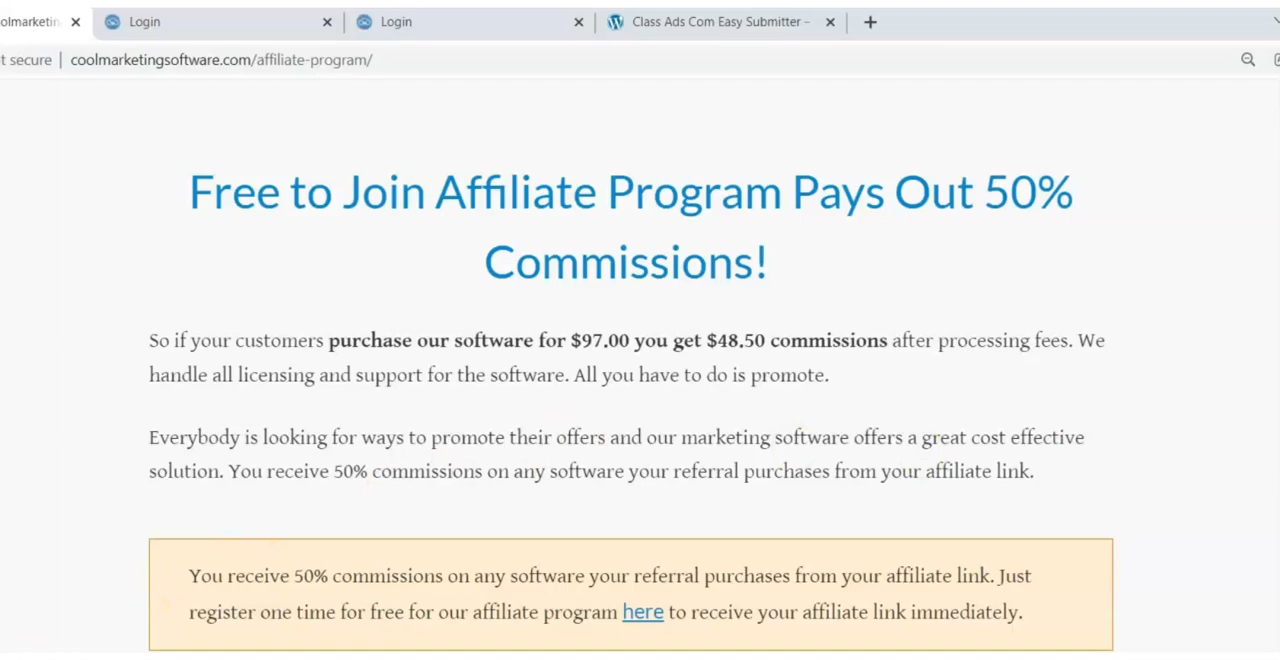 olmarketin
Login
Login
Class Ads Com Easy Submitter –
t secure
coolmarketingsoftware.com/affiliate-program/
Free to Join Affiliate Program Pays Out 50%
Commissions!
So if your customers purchase our software for $97.00 you get $48.50 commissions after processing fees. We
handle all licensing and support for the software. All you have to do is promote.
Everybody is looking for ways to promote their offers and our marketing software offers a great cost effective
solution. You receive 50% commissions on any software your referral purchases from your affiliate link.
You receive 50% commissions on any software your referral purchases from your affiliate link. Just
register one time for free for our affiliate program here to receive your affiliate link immediately.